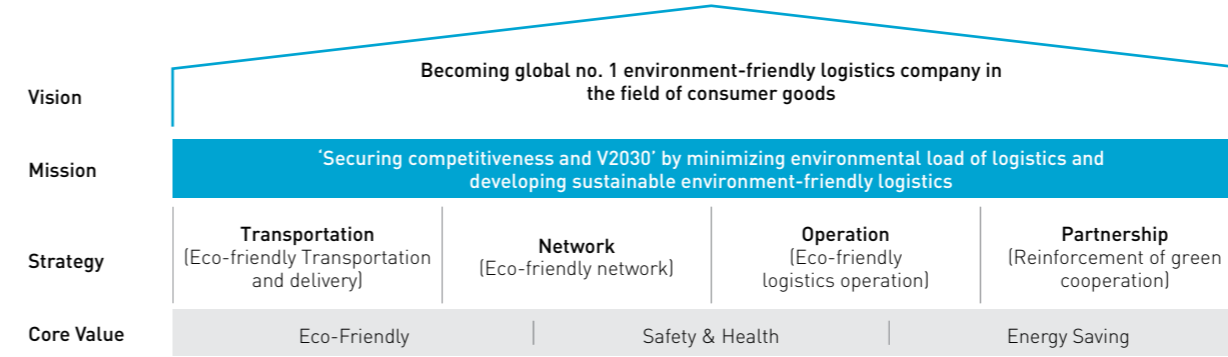 Vision
Becoming global no. 1 environment-friendly logistics company in
the field of consumer goods
Mission
‘Securing competitiveness and V2030’ by minimizing environmental load of logistics and
developing sustainable environment-friendly logistics
Strategy
Transportation
(Eco-friendly Transportation
and delivery)
Network
(Eco-friendly network)
Operation
(Eco-friendly
logistics operation)
Partnership
(Reinforcement of green
cooperation)
Core Value
Eco-Friendly
Safety & Health
Energy Saving